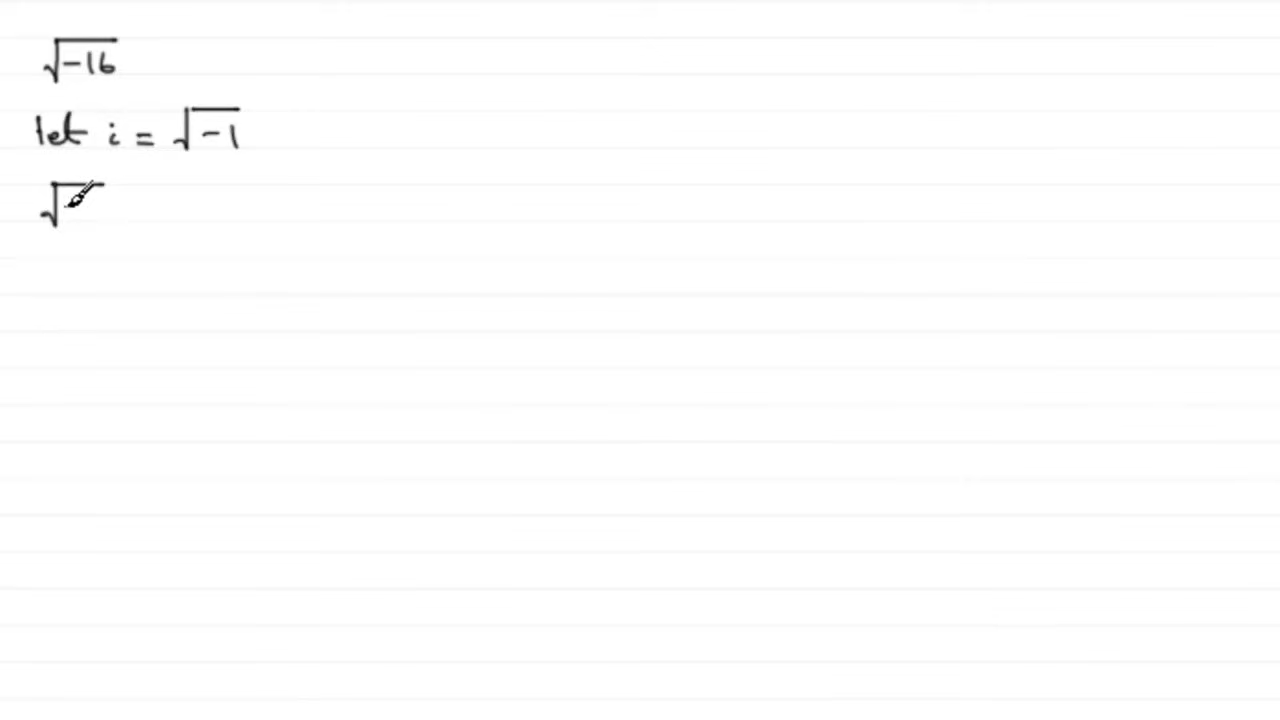 √-16
let i = √-1
√